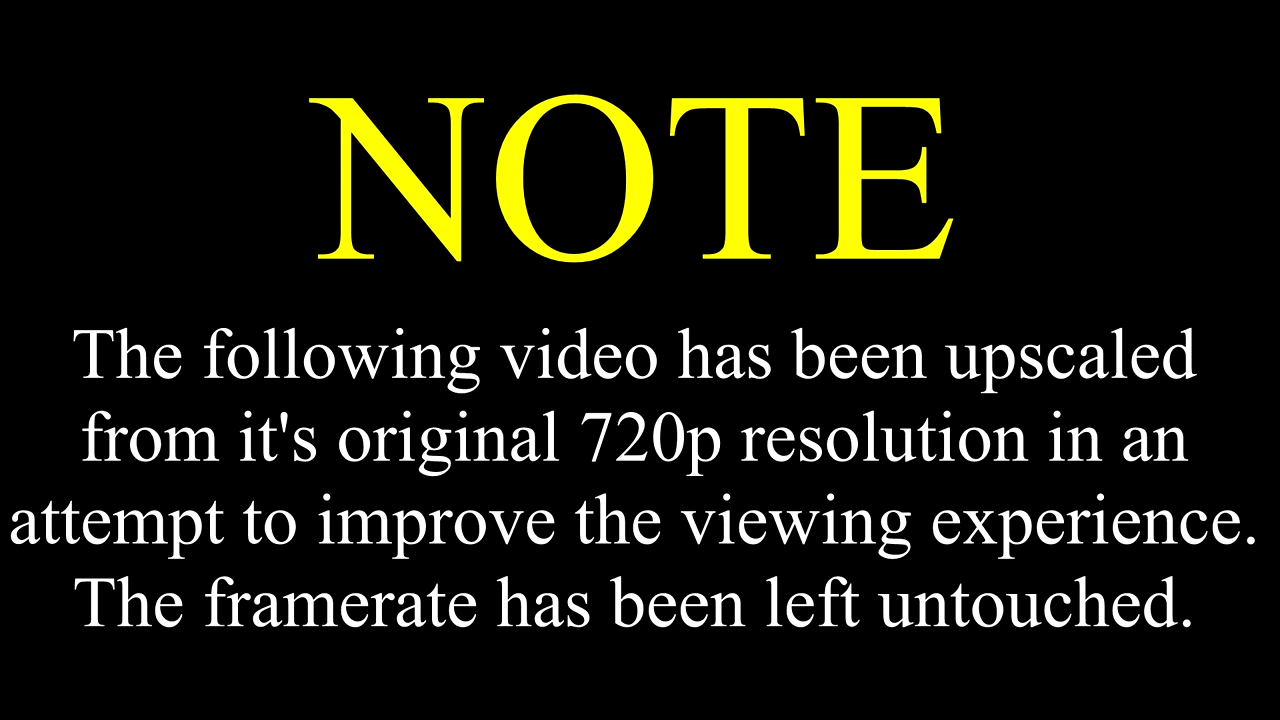 NOTE
The following video has been upscaled
from it's original 720p resolution in an
attempt to improve the viewing experience.
The framerate has been left untouched.